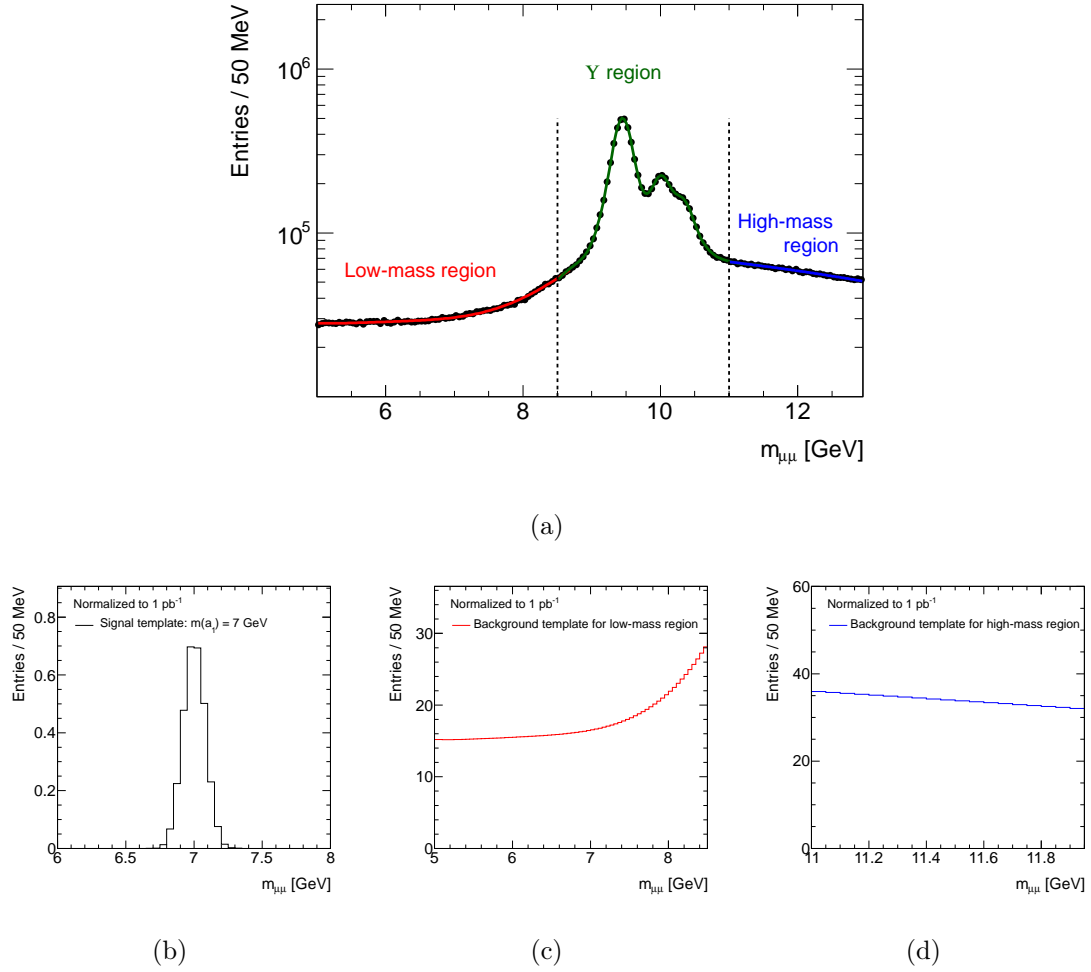 Entries / 50 MeV
10⁶
10⁵
ϒ region
Low-mass region
High-mass
region
6 8 10 12
m_μμ [GeV]
(a)
Entries / 50 MeV
0.8
0.6
0.4
0.2
0
Normalized to 1 pb⁻¹
Signal template: m(a₁) = 7 GeV
6 6.5 7 7.5 8
m_μμ [GeV]
(b)
Entries / 50 MeV
30
20
10
0
Normalized to 1 pb⁻¹
Background template for low-mass region
5 6 7 8
m_μμ [GeV]
(c)
Entries / 50 MeV
60
40
20
0
Normalized to 1 pb⁻¹
Background template for high-mass region
11 11.2 11.4 11.6 11.8
m_μμ [GeV]
(d)